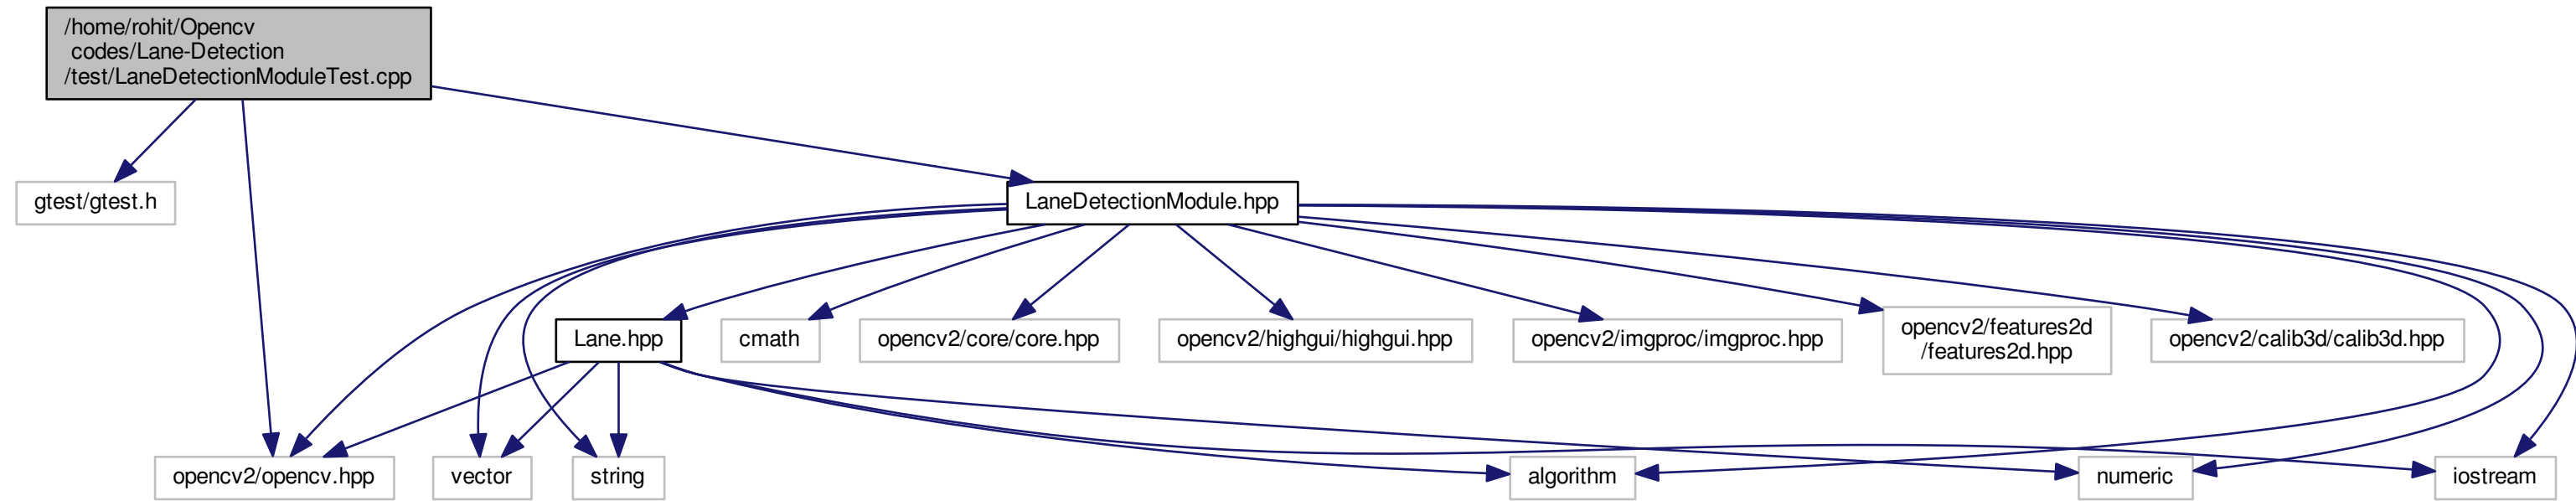 /home/rohit/Opencv
codes/Lane-Detection
/test/LaneDetectionModuleTest.cpp
gtest/gtest.h
LaneDetectionModule.hpp
Lane.hpp
cmath
opencv2/core/core.hpp
opencv2/highgui/highgui.hpp
opencv2/imgproc/imgproc.hpp
opencv2/features2d
/features2d.hpp
opencv2/calib3d/calib3d.hpp
opencv2/opencv.hpp
vector
string
algorithm
numeric
iostream